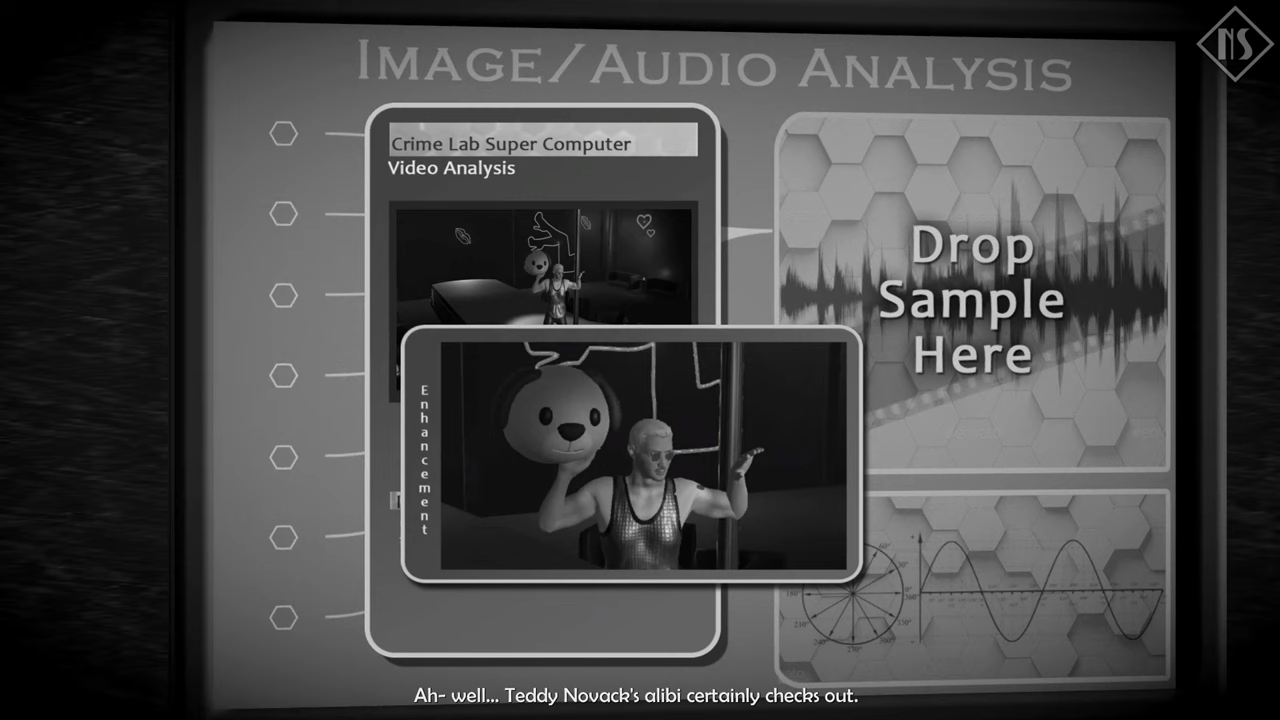 NS
IMAGE/AUDIO ANALYSIS
Crime Lab Super Computer
Video Analysis
Drop
Sample
Here
Enhancement
Ah- well... Teddy Novack's alibi certainly checks out.